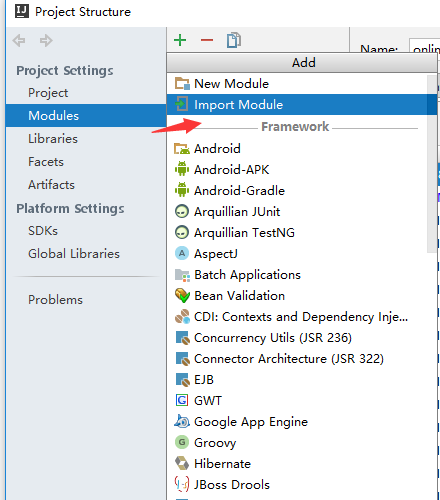 Project Structure
Add
Name:
onlin
Project Settings
Project
Modules
Libraries
Facets
Artifacts
Platform Settings
SDKs
Global Libraries
Problems
New Module
Import Module
Framework
Android
Android-APK
Android-Gradle
Arquillian JUnit
Arquillian TestNG
AspectJ
Batch Applications
Bean Validation
CDI: Contexts and Dependency Inje...
Concurrency Utils (JSR 236)
Connector Architecture (JSR 322)
EJB
GWT
Google App Engine
Groovy
Hibernate
JBoss Drools